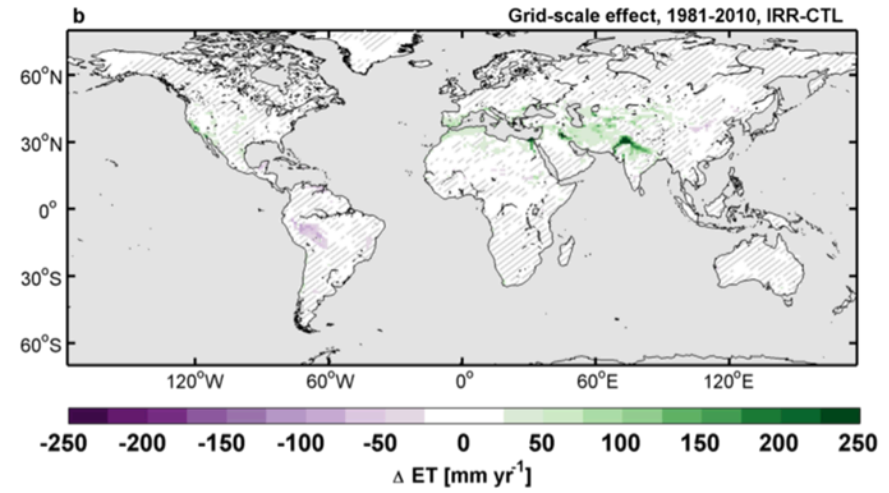 b Grid-scale effect, 1981-2010, IRR-CTL
60°N
30°N
0°
30°S
60°S
120°W 60°W 0° 60°E 120°E
-250 -200 -150 -100 -50 0 50 100 150 200 250
Δ ET [mm yr⁻¹]